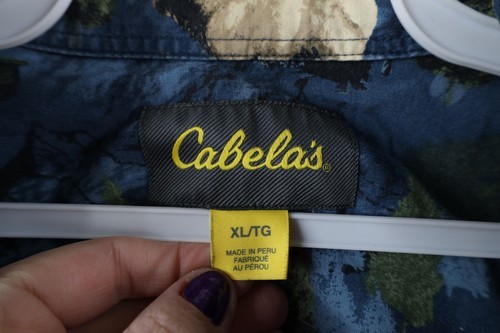 Cabela's®
XL/TG
MADE IN PERU
FABRIQUÉ
AU PÉROU